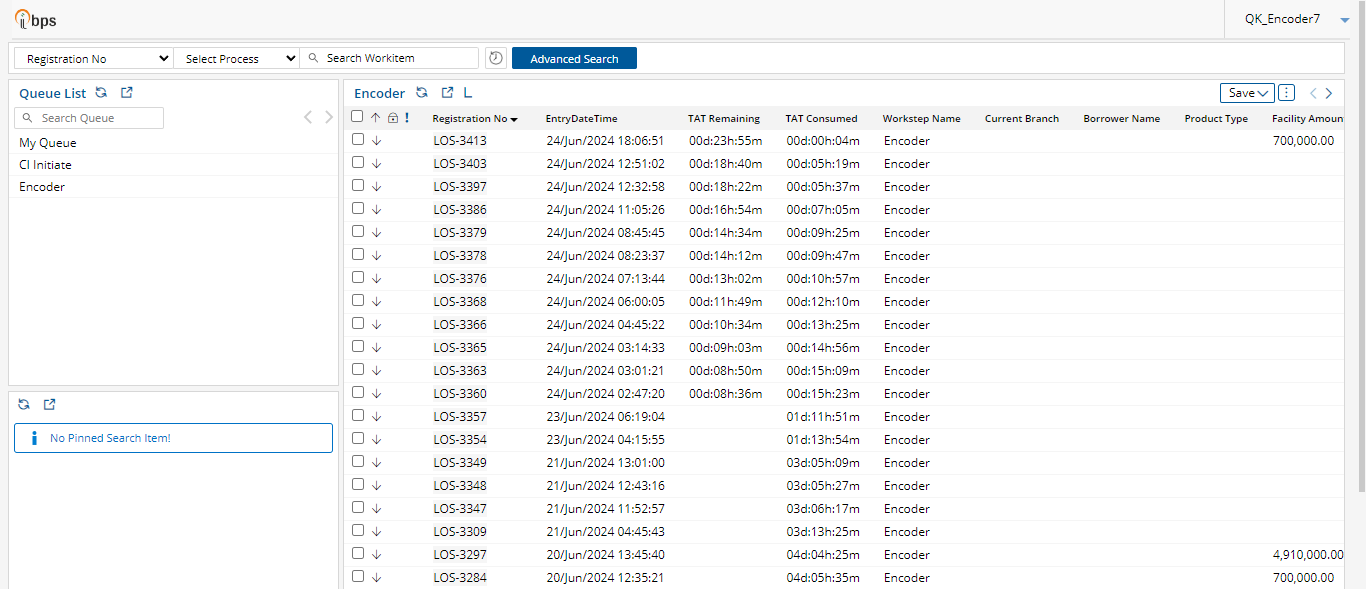 ibps
QK_Encoder7
Registration No Select Process Search Workitem Advanced Search
Queue List
Search Queue
My Queue
CI Initiate
Encoder
No Pinned Search Item!
Encoder L Save
! Registration No EntryDateTime TAT Remaining TAT Consumed Workstep Name Current Branch Borrower Name Product Type Facility Amoun
LOS-3413 24/Jun/2024 18:06:51 00d:23h:55m 00d:00h:04m Encoder 700,000.00
LOS-3403 24/Jun/2024 12:51:02 00d:18h:40m 00d:05h:19m Encoder
LOS-3397 24/Jun/2024 12:32:58 00d:18h:22m 00d:05h:37m Encoder
LOS-3386 24/Jun/2024 11:05:26 00d:16h:54m 00d:07h:05m Encoder
LOS-3379 24/Jun/2024 08:45:45 00d:14h:34m 00d:09h:25m Encoder
LOS-3378 24/Jun/2024 08:23:37 00d:14h:12m 00d:09h:47m Encoder
LOS-3376 24/Jun/2024 07:13:44 00d:13h:02m 00d:10h:57m Encoder
LOS-3368 24/Jun/2024 06:00:05 00d:11h:49m 00d:12h:10m Encoder
LOS-3366 24/Jun/2024 04:45:22 00d:10h:34m 00d:13h:25m Encoder
LOS-3365 24/Jun/2024 03:14:33 00d:09h:03m 00d:14h:56m Encoder
LOS-3363 24/Jun/2024 03:01:21 00d:08h:50m 00d:15h:09m Encoder
LOS-3360 24/Jun/2024 02:47:20 00d:08h:36m 00d:15h:23m Encoder
LOS-3357 23/Jun/2024 06:19:04 01d:11h:51m Encoder
LOS-3354 23/Jun/2024 04:15:55 01d:13h:54m Encoder
LOS-3349 21/Jun/2024 13:01:00 03d:05h:09m Encoder
LOS-3348 21/Jun/2024 12:43:16 03d:05h:27m Encoder
LOS-3347 21/Jun/2024 11:52:57 03d:06h:17m Encoder
LOS-3309 21/Jun/2024 04:45:43 03d:13h:25m Encoder
LOS-3297 20/Jun/2024 13:45:40 04d:04h:25m Encoder 4,910,000.00
LOS-3284 20/Jun/2024 12:35:21 04d:05h:35m Encoder 700,000.00